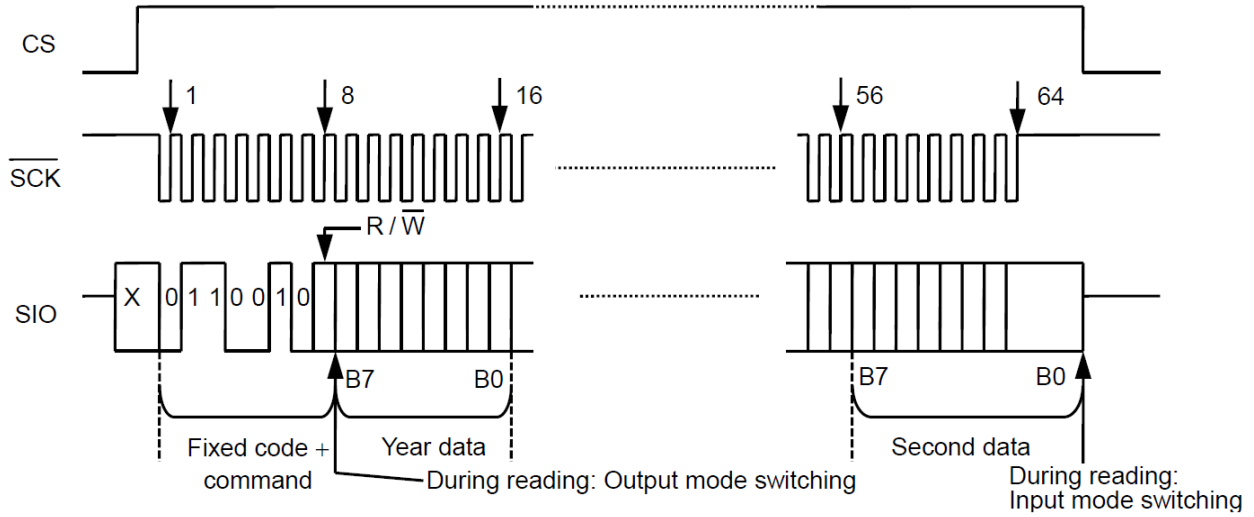 CS
1 8 16 56 64
SCK
R / W
X 0 1 1 0 0 1 0
SIO
B7 B0 B7 B0
Fixed code + Year data Second data
command
During reading: Output mode switching
During reading:
Input mode switching